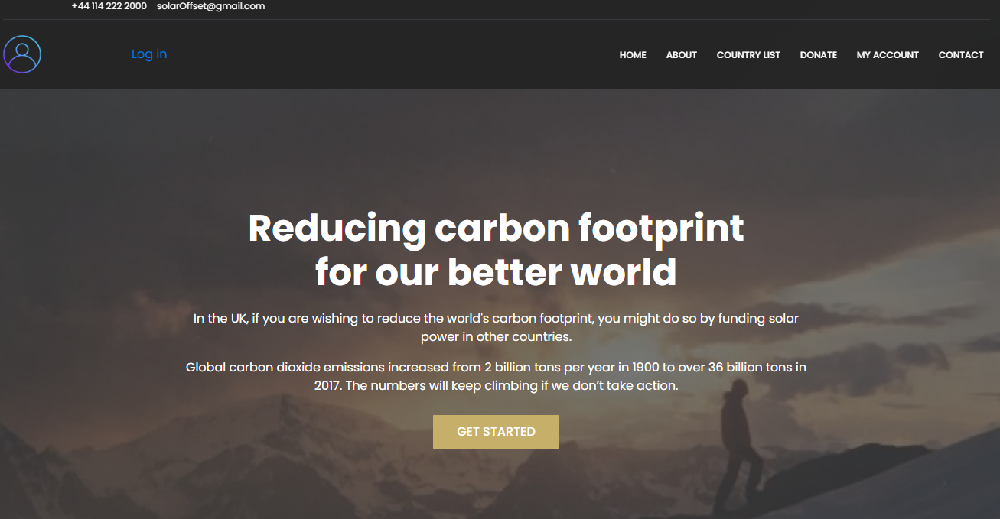 +44 114 222 2000 solarOffset@gmail.com
Log in HOME ABOUT COUNTRY LIST DONATE MY ACCOUNT CONTACT
Reducing carbon footprint
for our better world
In the UK, if you are wishing to reduce the world's carbon footprint, you might do so by funding solar
power in other countries.
Global carbon dioxide emissions increased from 2 billion tons per year in 1900 to over 36 billion tons in
2017. The numbers will keep climbing if we don’t take action.
GET STARTED